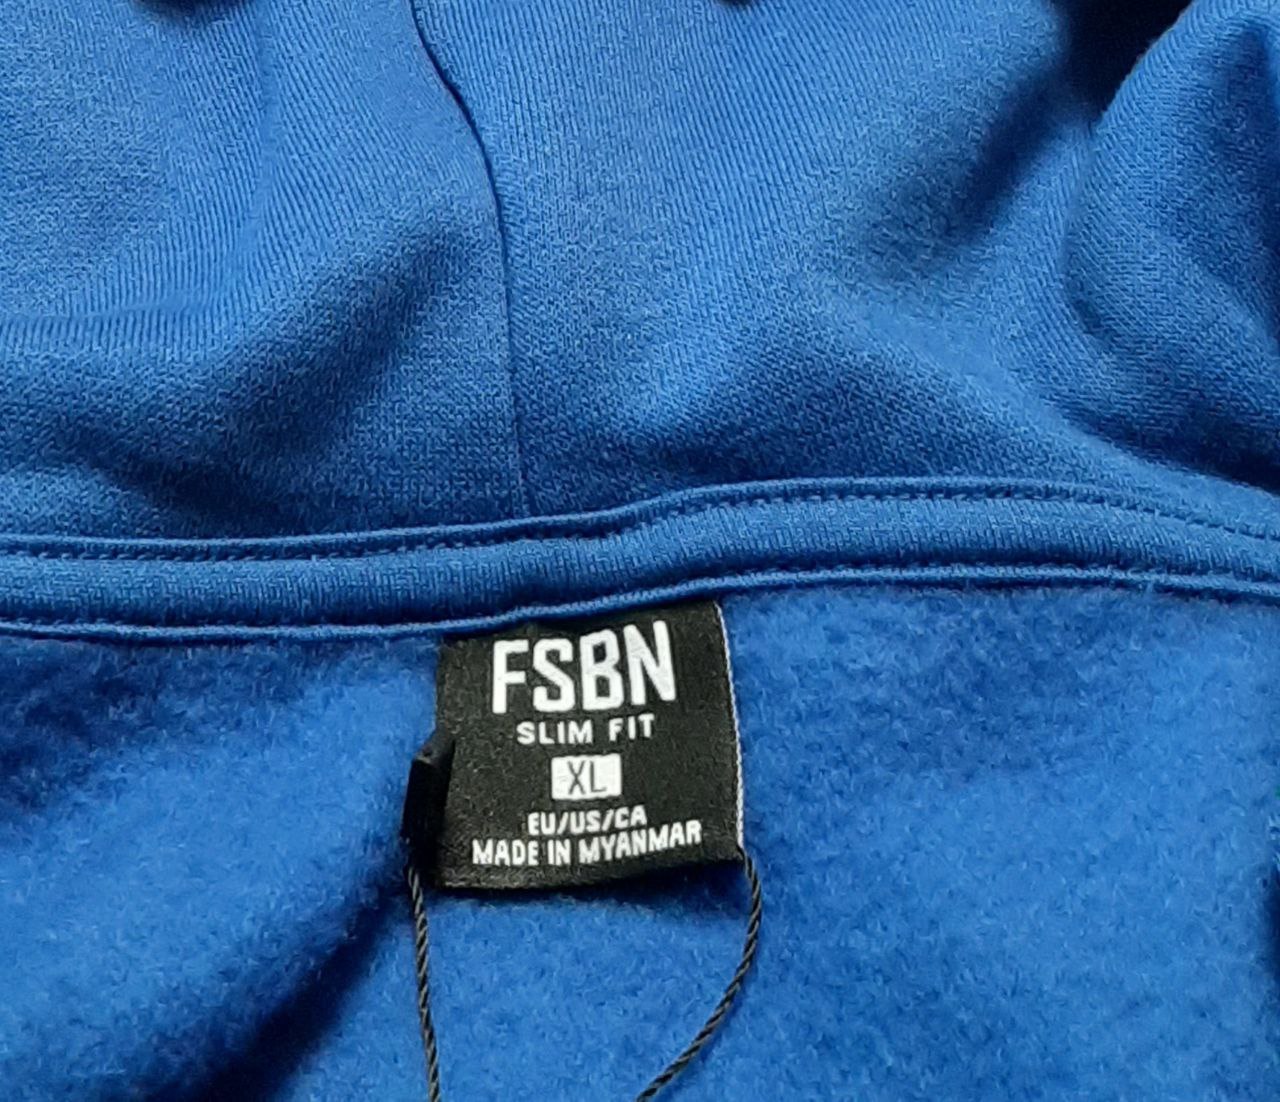 FSBN
SLIM FIT
XL
EU/US/CA
MADE IN MYANMAR